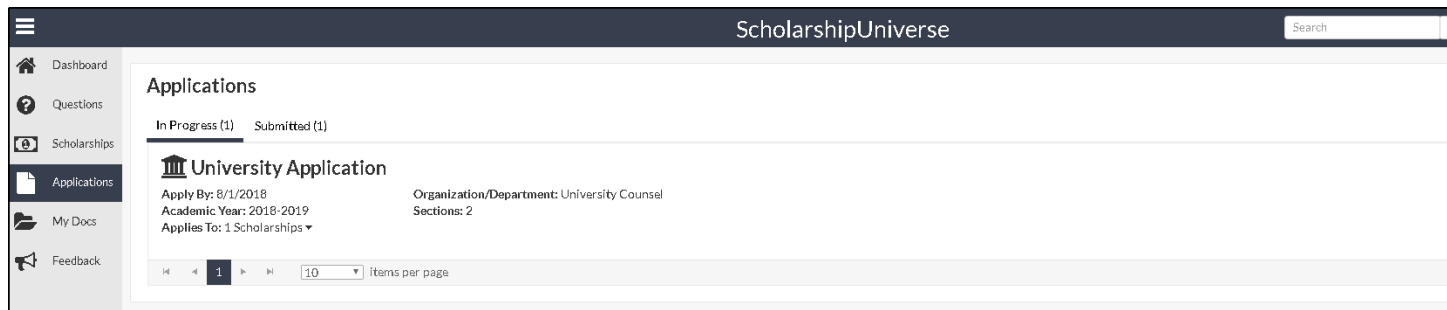 ScholarshipUniverse
Search
Dashboard
Questions
Scholarships
Applications
My Docs
Feedback
Applications
In Progress (1) Submitted (1)
University Application
Apply By: 8/1/2018 Organization/Department: University Counsel
Academic Year: 2018-2019 Sections: 2
Applies To: 1 Scholarships
1 10 items per page